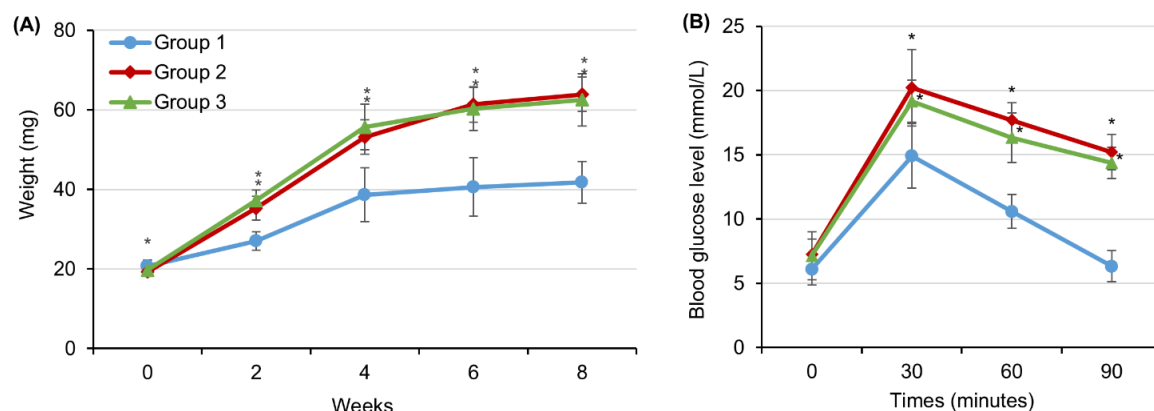 (A)
Weight (mg)
80
60
40
20
0
Group 1
Group 2
Group 3
*
*
*
*
*
*
*
*
*
0 2 4 6 8
Weeks
(B)
Blood glucose level (mmol/L)
25
20
15
10
5
0
*
*
*
*
*
*
0 30 60 90
Times (minutes)